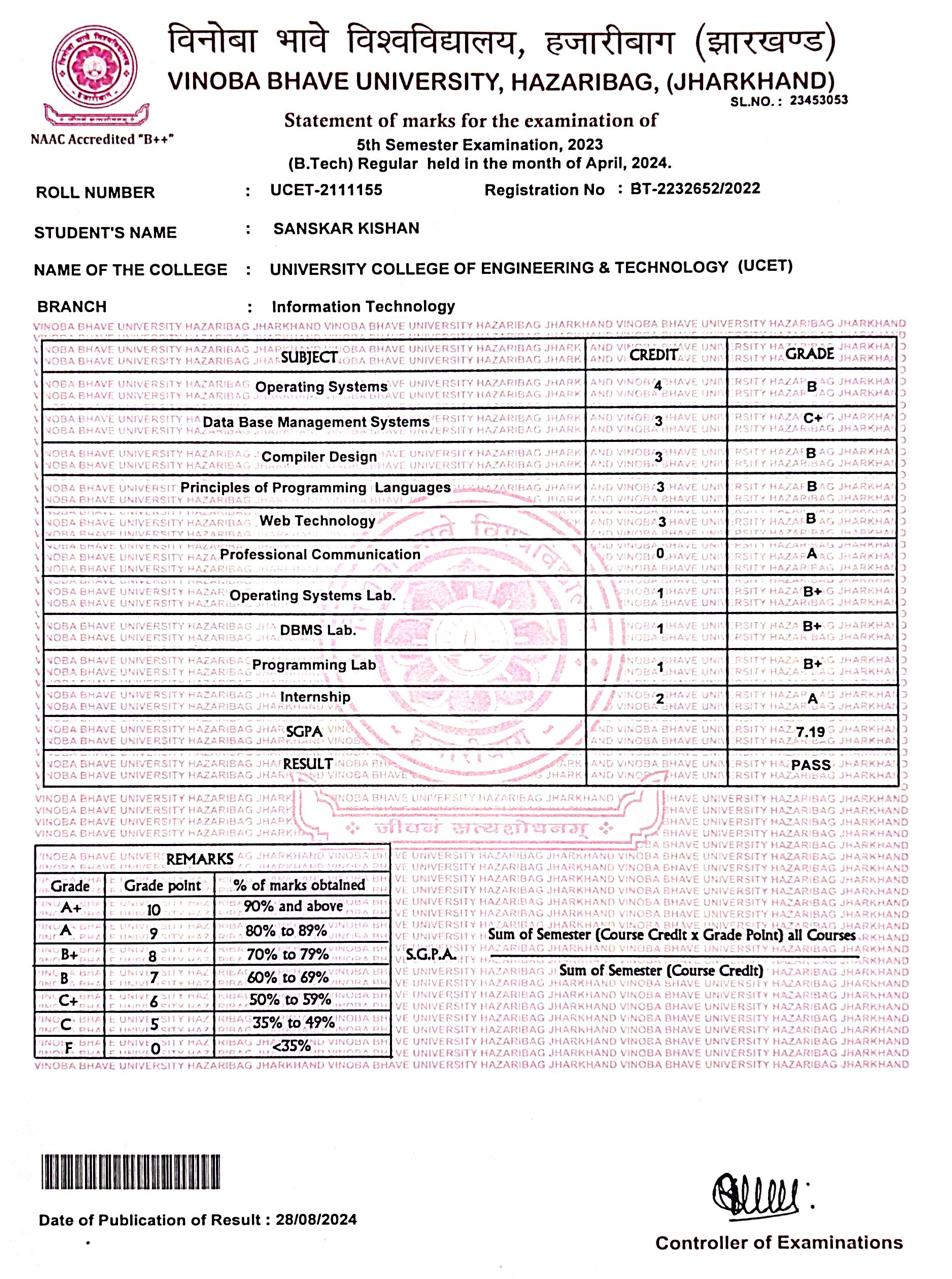 विनोबा भावे विश्वविद्यालय, हजारीबाग (झारखण्ड)
VINOBA BHAVE UNIVERSITY, HAZARIBAG, (JHARKHAND)
SL.NO. : 23453053
NAAC Accredited "B++"
Statement of marks for the examination of
5th Semester Examination, 2023
(B.Tech) Regular held in the month of April, 2024.
ROLL NUMBER : UCET-2111155 Registration No : BT-2232652/2022
STUDENT'S NAME : SANSKAR KISHAN
NAME OF THE COLLEGE : UNIVERSITY COLLEGE OF ENGINEERING & TECHNOLOGY (UCET)
BRANCH : Information Technology
SUBJECT CREDIT GRADE
Operating Systems 4 B
Data Base Management Systems 3 C+
Compiler Design 3 B
Principles of Programming Languages 3 B
Web Technology 3 B
Professional Communication 0 A
Operating Systems Lab. 1 B+
DBMS Lab. 1 B+
Programming Lab 1 B+
Internship 2 A
SGPA 7.19
RESULT PASS
जीवनं सत्यशोधनम्
REMARKS
Grade Grade point % of marks obtained
A+ 10 90% and above
A 9 80% to 89%
B+ 8 70% to 79%
B 7 60% to 69%
C+ 6 50% to 59%
C 5 35% to 49%
F 0 <35%
S.G.P.A. Sum of Semester (Course Credit x Grade Point) all Courses
Sum of Semester (Course Credit)
Date of Publication of Result : 28/08/2024
Controller of Examinations